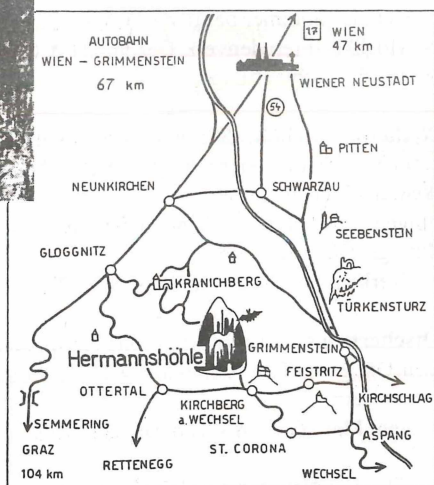 AUTOBAHN
WIEN – GRIMMENSTEIN
67 km
17 WIEN
47 km
WIENER NEUSTADT
54
PITTEN
NEUNKIRCHEN
SCHWARZAU
SEEBENSTEIN
GLOGGNITZ
KRANICHBERG
TÜRKENSTURZ
Hermannshöhle
GRIMMENSTEIN
FEISTRITZ
OTTERTAL
KIRCHBERG
a. WECHSEL
KIRCHSCHLAG
SEMMERING
ST. CORONA
ASPANG
GRAZ
104 km
RETTENEGG
WECHSEL